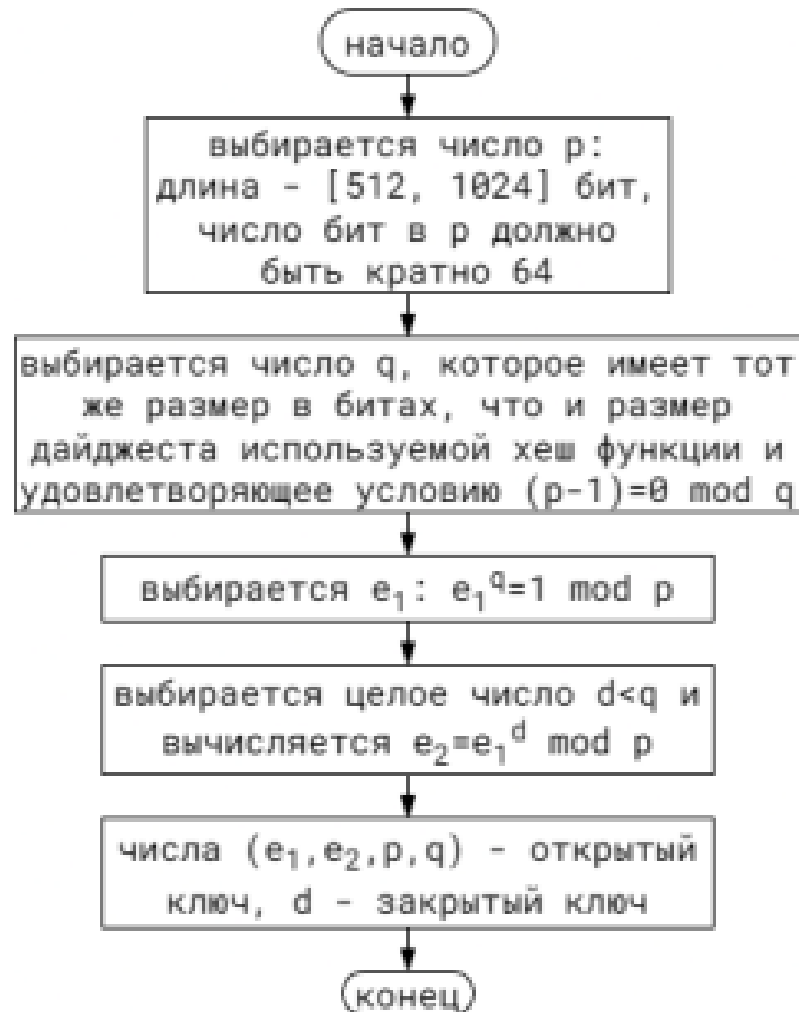 начало
выбирается число p:
длина - [512, 1024] бит,
число бит в p должно
быть кратно 64
выбирается число q, которое имеет тот
же размер в битах, что и размер
дайджеста используемой хеш функции и
удовлетворяющее условию (p-1)=0 mod q
выбирается e₁: e₁^q=1 mod p
выбирается целое число d<q и
вычисляется e₂=e₁^d mod p
числа (e₁,e₂,p,q) - открытый
ключ, d - закрытый ключ
конец